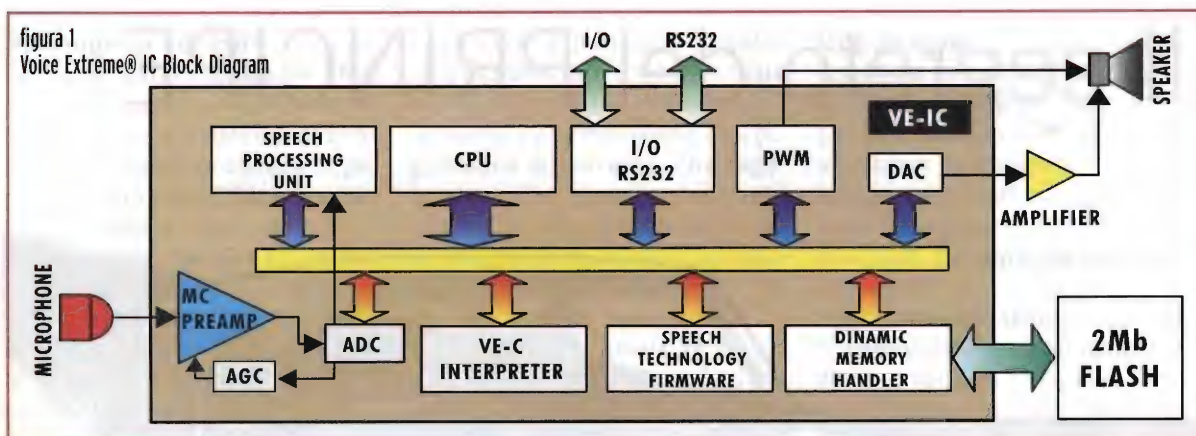 figura 1
Voice Extreme® IC Block Diagram
I/O
RS232
SPEAKER
SPEECH
PROCESSING
UNIT
CPU
I/O
RS232
PWM
VE-IC
DAC
AMPLIFIER
MICROPHONE
MC
PREAMP
AGC
ADC
VE-C
INTERPRETER
SPEECH
TECHNOLOGY
FIRMWARE
DINAMIC
MEMORY
HANDLER
2Mb
FLASH